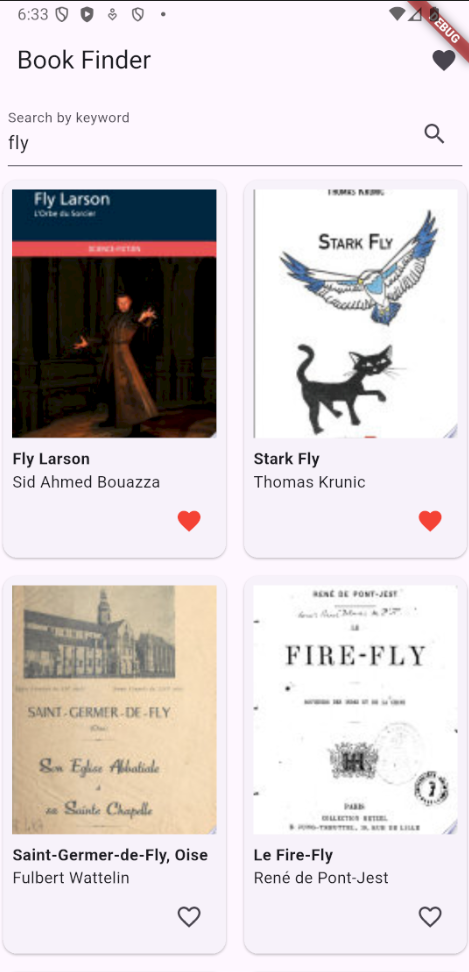 6:33
DEBUG
Book Finder
Search by keyword
fly
Fly Larson
L'Orbe du Sorcier
SCIENCE-FICTION
Fly Larson
Sid Ahmed Bouazza
THOMAS KRUNIC
STARK FLY
Stark Fly
Thomas Krunic
SAINT-GERMER-DE-FLY
(Oise)
Son Eglise Abbatiale
&
sa Sainte Chapelle
Saint-Germer-de-Fly, Oise
Fulbert Wattelin
RENÉ DE PONT-JEST
LE
FIRE-FLY
PARIS
COLLECTION HETZEL
Le Fire-Fly
René de Pont-Jest